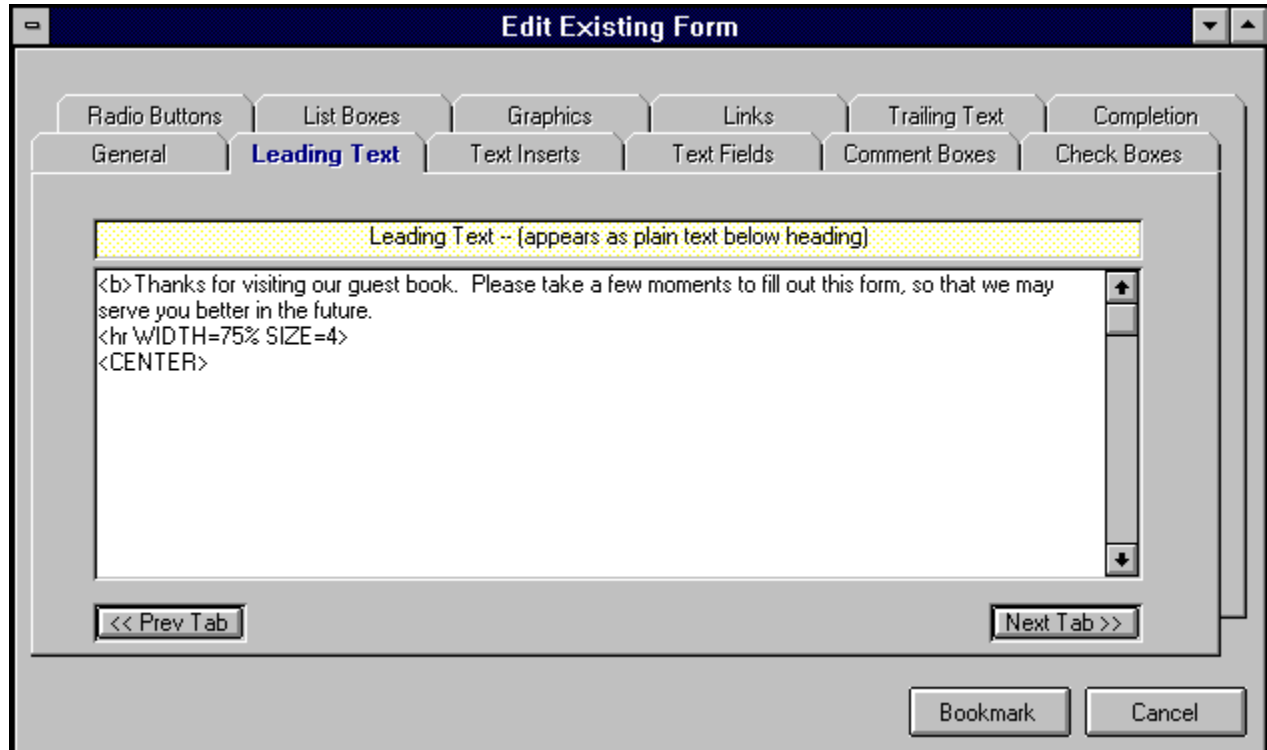 Edit Existing Form
Radio Buttons List Boxes Graphics Links Trailing Text Completion
General Leading Text Text Inserts Text Fields Comment Boxes Check Boxes
Leading Text -- (appears as plain text below heading)
<b>Thanks for visiting our guest book.  Please take a few moments to fill out this form, so that we may
serve you better in the future.
<hr WIDTH=75% SIZE=4>
<CENTER>
<< Prev Tab Next Tab >>
Bookmark Cancel